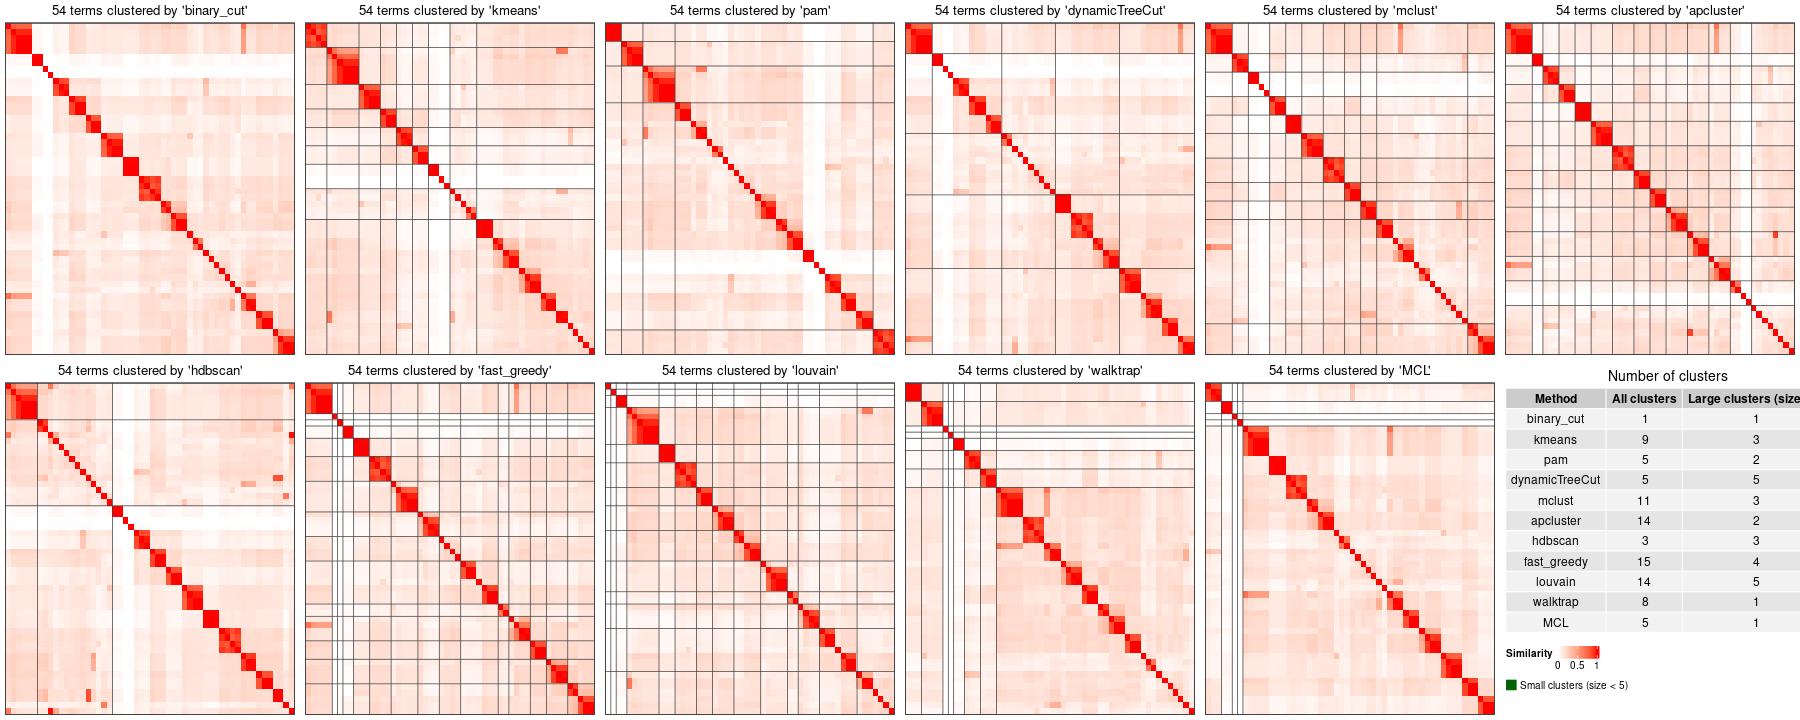 54 terms clustered by 'binary_cut'
54 terms clustered by 'kmeans'
54 terms clustered by 'pam'
54 terms clustered by 'dynamicTreeCut'
54 terms clustered by 'mclust'
54 terms clustered by 'apcluster'
54 terms clustered by 'hdbscan'
54 terms clustered by 'fast_greedy'
54 terms clustered by 'louvain'
54 terms clustered by 'walktrap'
54 terms clustered by 'MCL'
Number of clusters
Method All clusters Large clusters (size
binary_cut 1 1
kmeans 9 3
pam 5 2
dynamicTreeCut 5 5
mclust 11 3
apcluster 14 2
hdbscan 3 3
fast_greedy 15 4
louvain 14 5
walktrap 8 1
MCL 5 1
Similarity
0 0.5 1
Small clusters (size < 5)